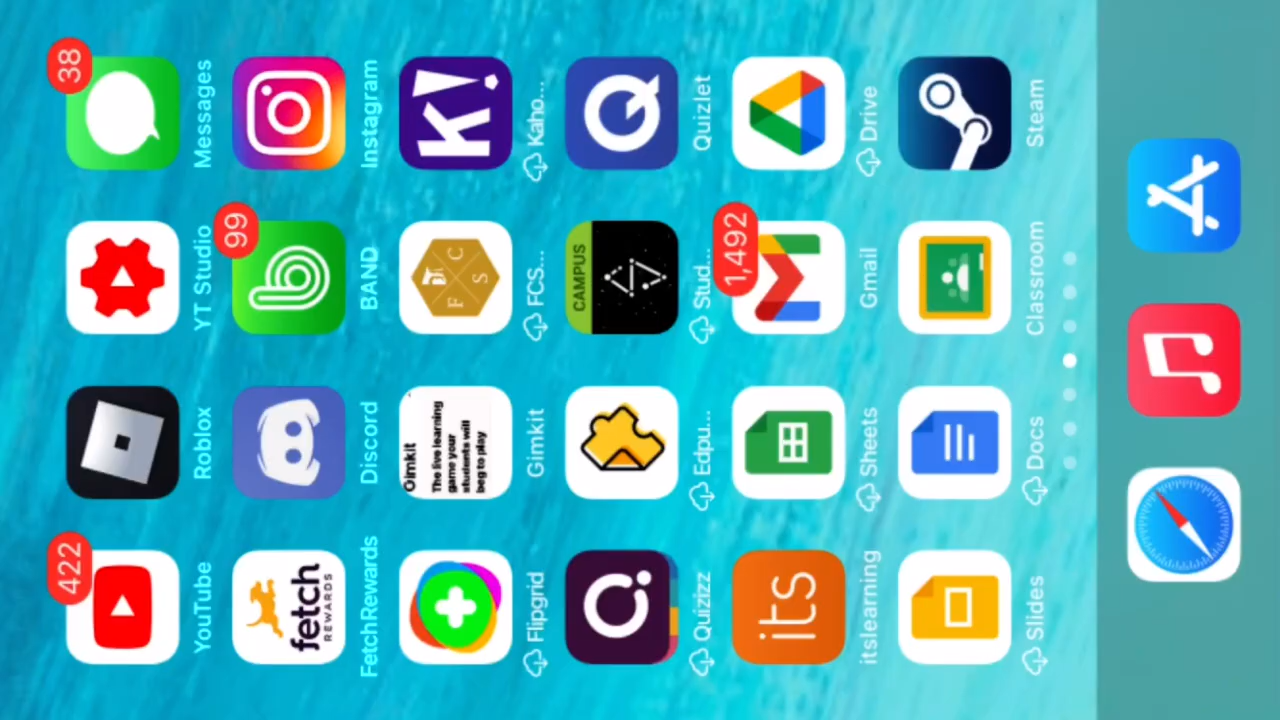 422
38
YouTube
Roblox
YT Studio
Messages
99
fetch
REWARDS
FetchRewards
Discord
BAND
Instagram
Gimkit
The live learning
game your
students will
beg to play
F C S
K!
Flipgrid
Gimkit
FCS...
Kaho...
CAMPUS
Quizizz
Edpu...
Stud...
Quizlet
1,492
its
itslearning
Sheets
Gmail
Drive
Slides
Docs
Classroom
Steam